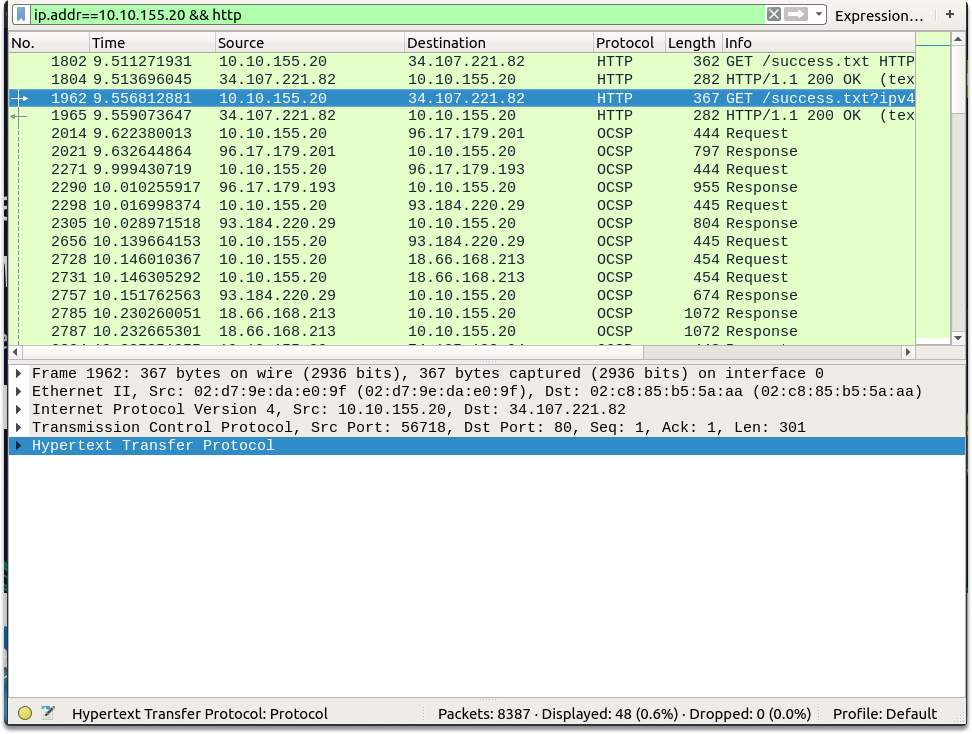 ip.addr==10.10.155.20 && http Expression… +
No. Time Source Destination Protocol Length Info
1802 9.511271931 10.10.155.20 34.107.221.82 HTTP 362 GET /success.txt HTTP
1804 9.513696045 34.107.221.82 10.10.155.20 HTTP 282 HTTP/1.1 200 OK (tex
1962 9.556812881 10.10.155.20 34.107.221.82 HTTP 367 GET /success.txt?ipv4
1965 9.559073647 34.107.221.82 10.10.155.20 HTTP 282 HTTP/1.1 200 OK (tex
2014 9.622380013 10.10.155.20 96.17.179.201 OCSP 444 Request
2021 9.632644864 96.17.179.201 10.10.155.20 OCSP 797 Response
2271 9.999430719 10.10.155.20 96.17.179.193 OCSP 444 Request
2290 10.010255917 96.17.179.193 10.10.155.20 OCSP 955 Response
2298 10.016998374 10.10.155.20 93.184.220.29 OCSP 445 Request
2305 10.028971518 93.184.220.29 10.10.155.20 OCSP 804 Response
2656 10.139664153 10.10.155.20 93.184.220.29 OCSP 445 Request
2728 10.146010367 10.10.155.20 18.66.168.213 OCSP 454 Request
2731 10.146305292 10.10.155.20 18.66.168.213 OCSP 454 Request
2757 10.151762563 93.184.220.29 10.10.155.20 OCSP 674 Response
2785 10.230260051 18.66.168.213 10.10.155.20 OCSP 1072 Response
2787 10.232665301 18.66.168.213 10.10.155.20 OCSP 1072 Response
Frame 1962: 367 bytes on wire (2936 bits), 367 bytes captured (2936 bits) on interface 0
Ethernet II, Src: 02:d7:9e:da:e0:9f (02:d7:9e:da:e0:9f), Dst: 02:c8:85:b5:5a:aa (02:c8:85:b5:5a:aa)
Internet Protocol Version 4, Src: 10.10.155.20, Dst: 34.107.221.82
Transmission Control Protocol, Src Port: 56718, Dst Port: 80, Seq: 1, Ack: 1, Len: 301
Hypertext Transfer Protocol
Hypertext Transfer Protocol: Protocol Packets: 8387 · Displayed: 48 (0.6%) · Dropped: 0 (0.0%) Profile: Default